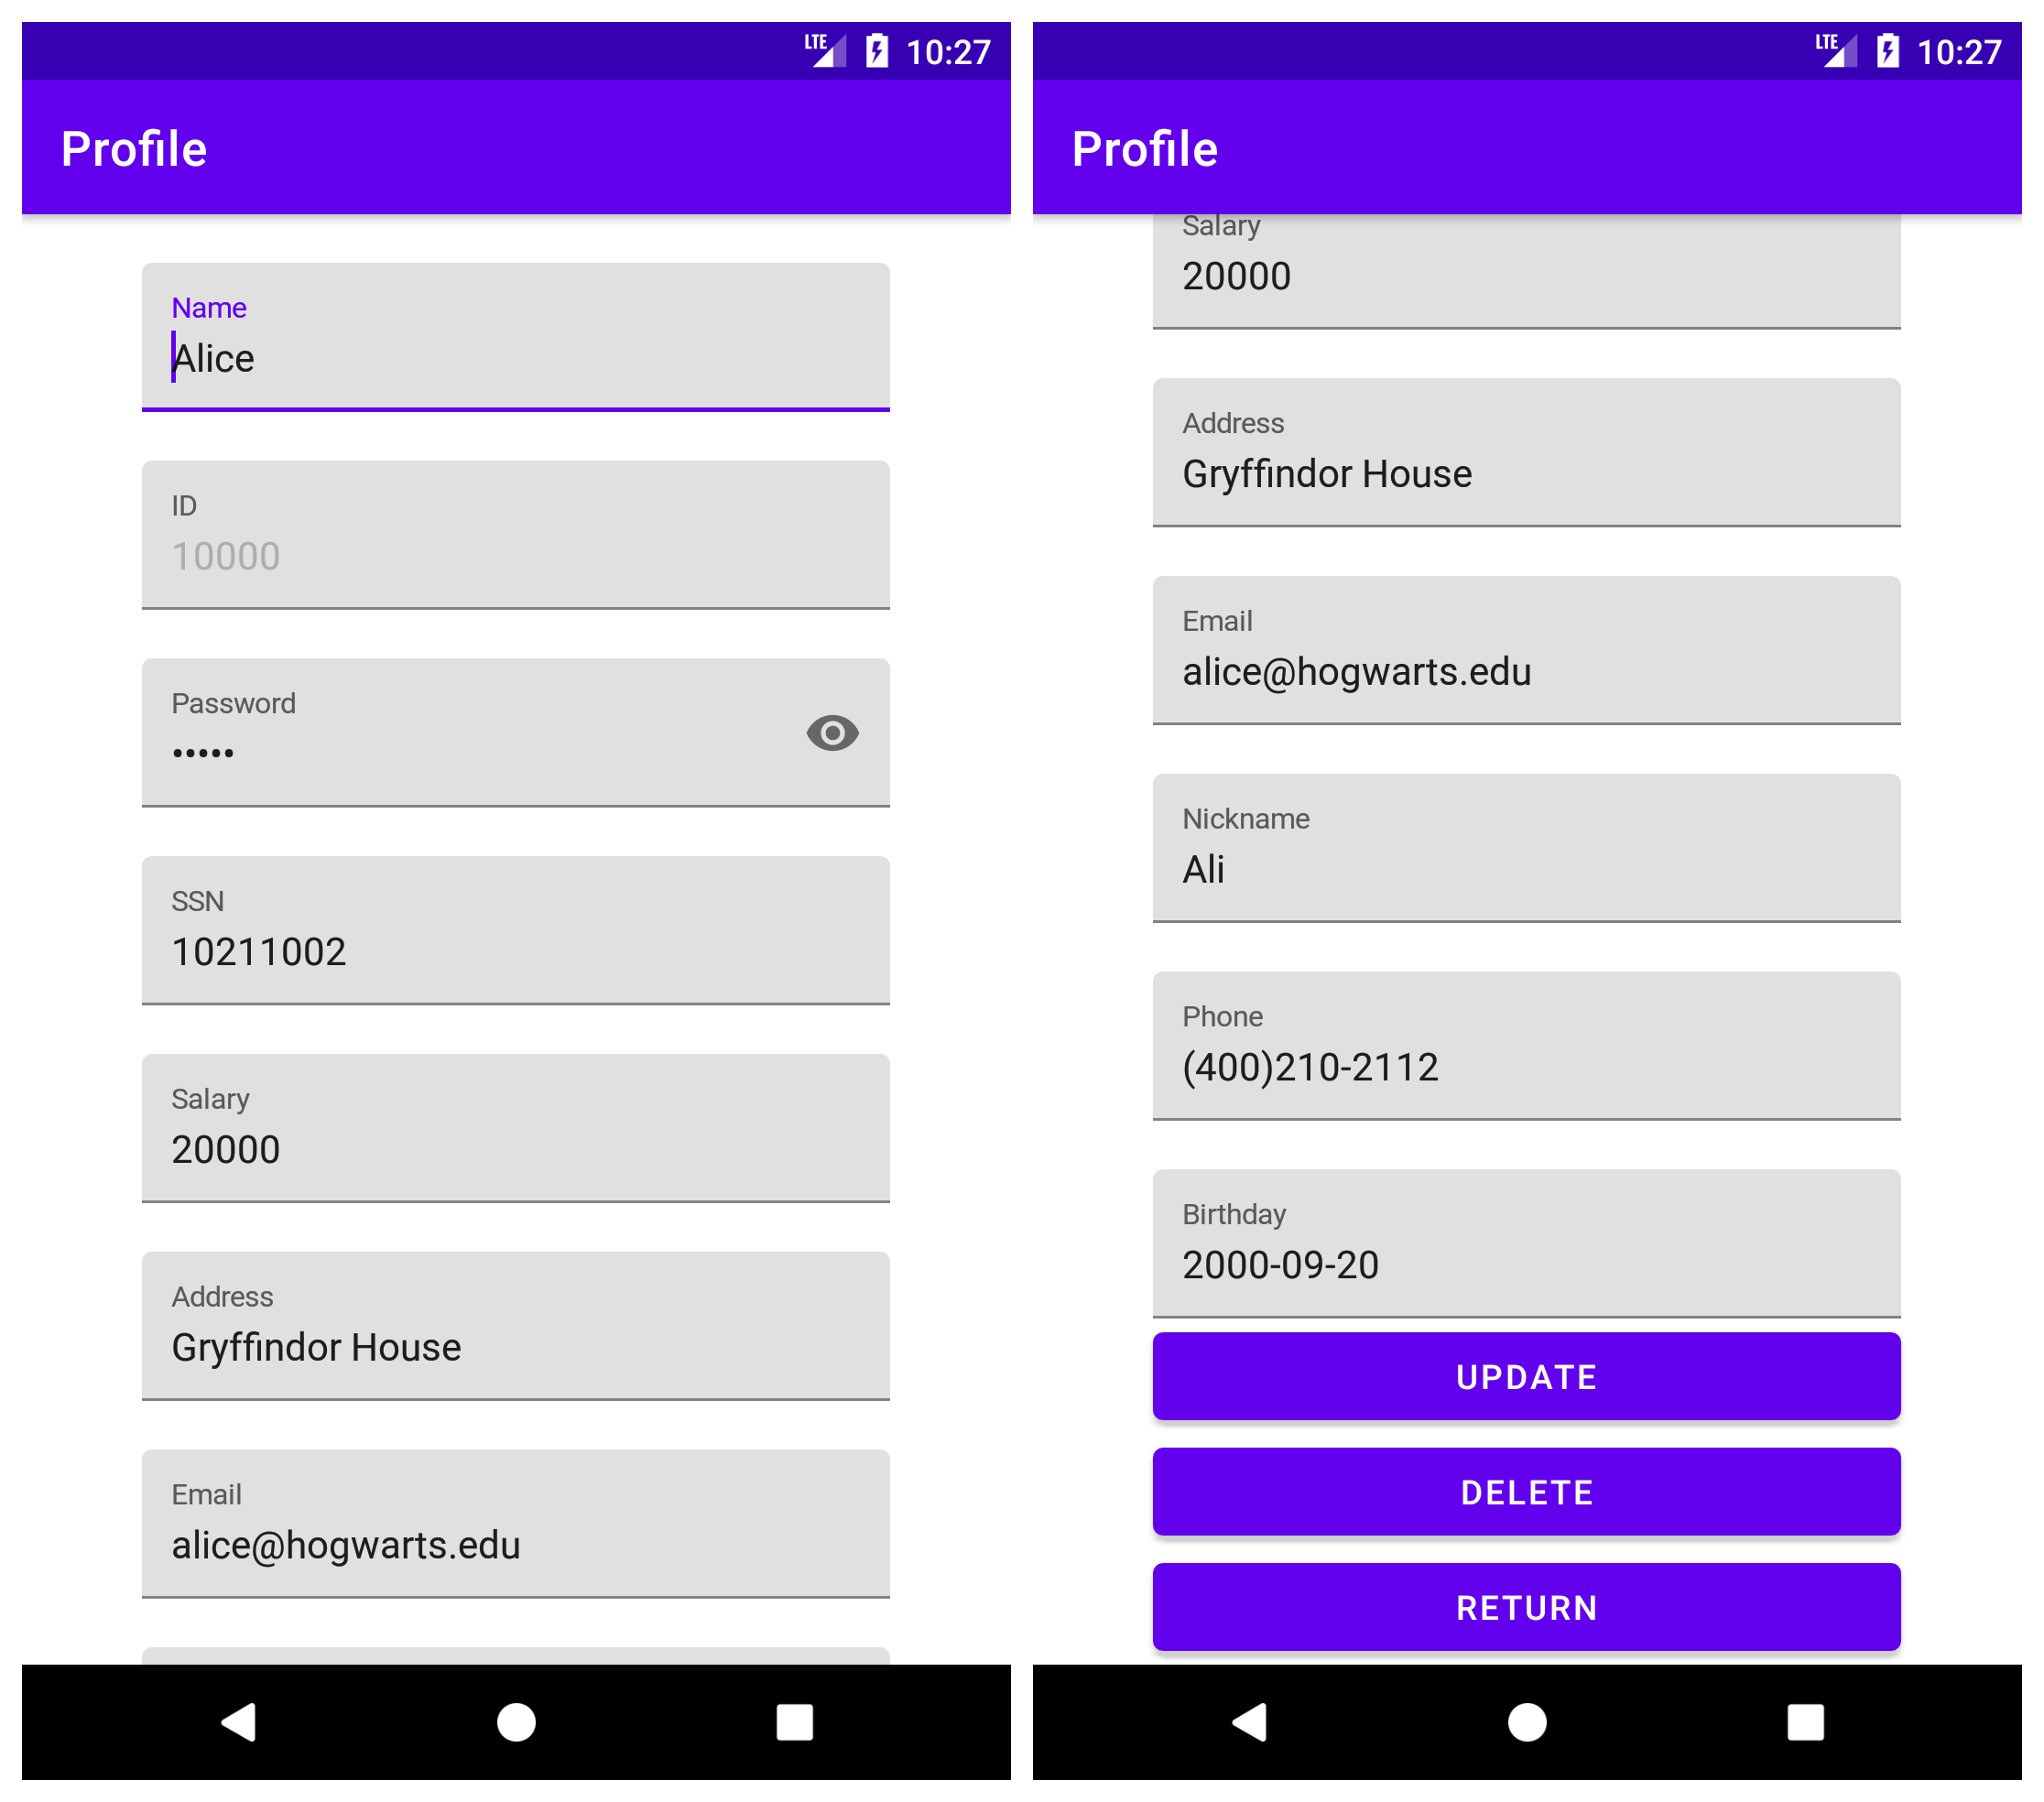 LTE 10:27
Profile
Name
Alice
ID
10000
Password
•••••
SSN
10211002
Salary
20000
Address
Gryffindor House
Email
alice@hogwarts.edu
LTE 10:27
Profile
Salary
20000
Address
Gryffindor House
Email
alice@hogwarts.edu
Nickname
Ali
Phone
(400)210-2112
Birthday
2000-09-20
UPDATE
DELETE
RETURN